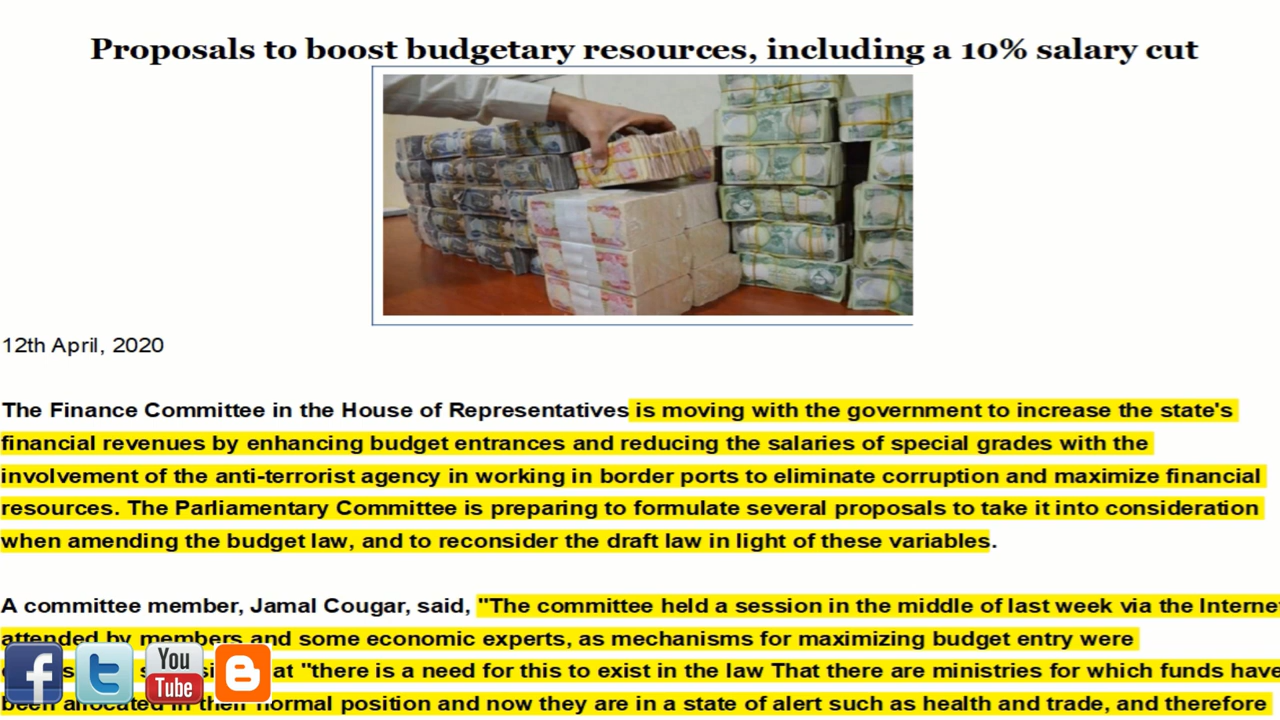 Proposals to boost budgetary resources, including a 10% salary cut
12th April, 2020
The Finance Committee in the House of Representatives is moving with the government to increase the state's
financial revenues by enhancing budget entrances and reducing the salaries of special grades with the
involvement of the anti-terrorist agency in working in border ports to eliminate corruption and maximize financial
resources. The Parliamentary Committee is preparing to formulate several proposals to take it into consideration
when amending the budget law, and to reconsider the draft law in light of these variables.
A committee member, Jamal Cougar, said, "The committee held a session in the middle of last week via the Interne
attended by members and some economic experts, as mechanisms for maximizing budget entry were
at "there is a need for this to exist in the law That there are ministries for which funds have
been allocated in their normal position and now they are in a state of alert such as health and trade, and therefore
You
Tube